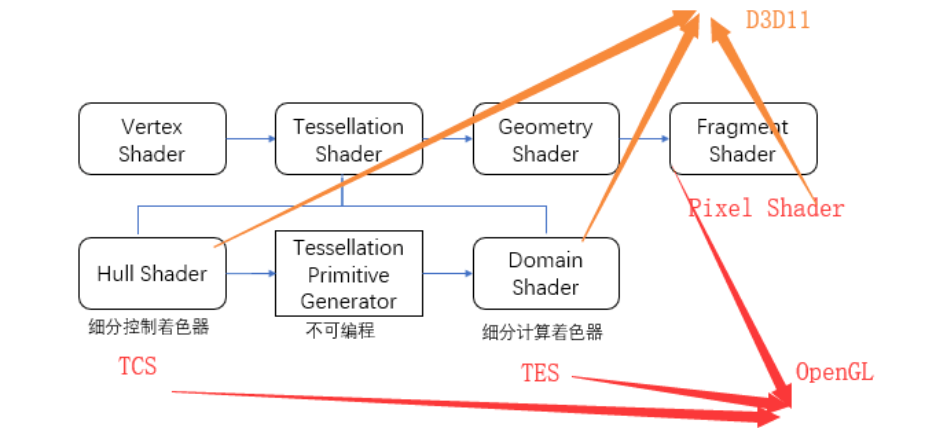 D3D11
Vertex
Shader
Tessellation
Shader
Geometry
Shader
Fragment
Shader
Pixel Shader
Hull Shader
Tessellation
Primitive
Generator
Domain
Shader
细分控制着色器
不可编程
细分计算着色器
TCS
TES
OpenGL